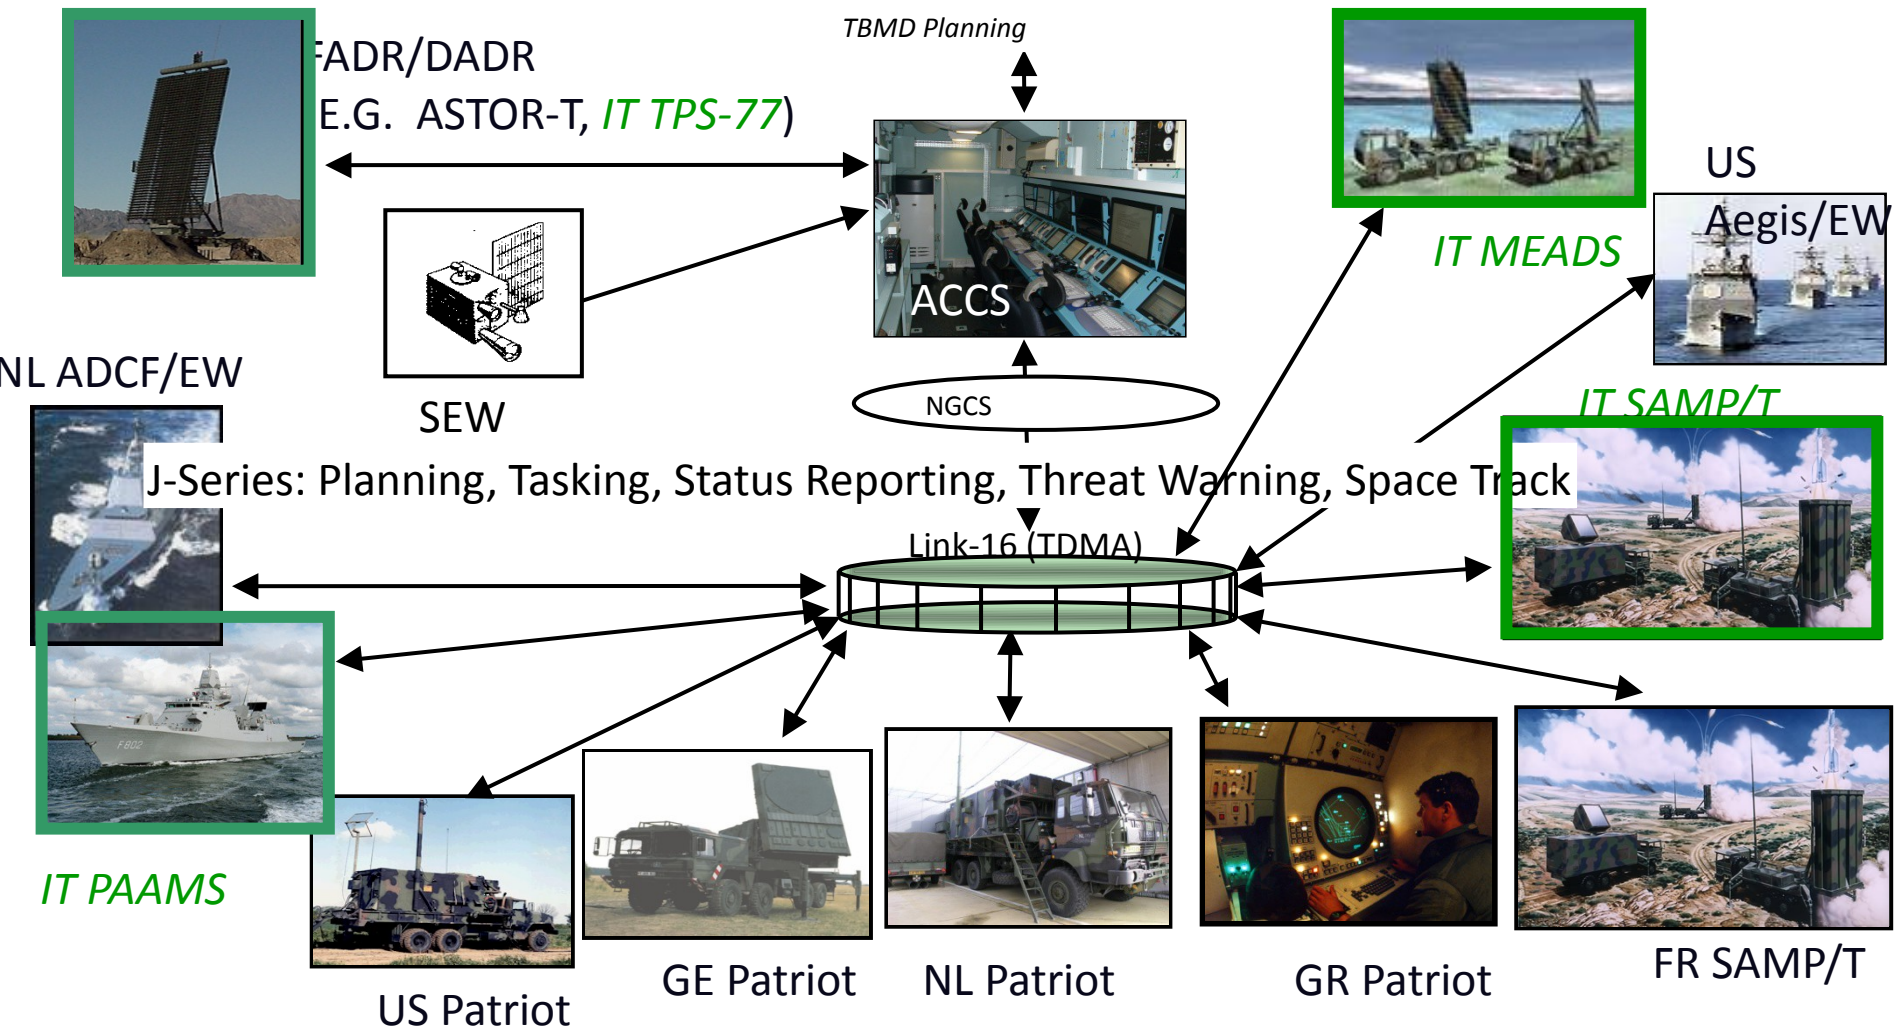 TBMD Planning
FADR/DADR
E.G. ASTOR-T, IT TPS-77)
US
Aegis/EW
IT MEADS
ACCS
NL ADCF/EW
SEW
NGCS
IT SAMP/T
J-Series: Planning, Tasking, Status Reporting, Threat Warning, Space Track
Link-16 (TDMA)
F802
IT PAAMS
US Patriot
GE Patriot
NL Patriot
GR Patriot
FR SAMP/T